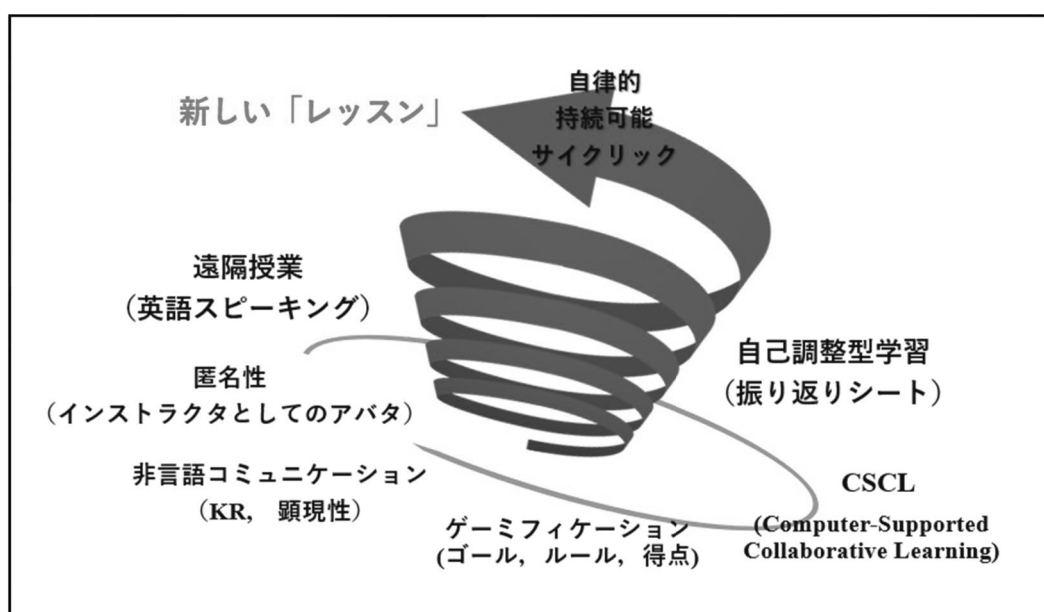 自律的
持続可能
サイクリック
新しい「レッスン」
遠隔授業
（英語スピーキング）
匿名性
（インストラクタとしてのアバタ）
非言語コミュニケーション
（KR, 顕現性）
ゲーミフィケーション
(ゴール，ルール，得点)
自己調整型学習
（振り返りシート）
CSCL
(Computer-Supported
Collaborative Learning)